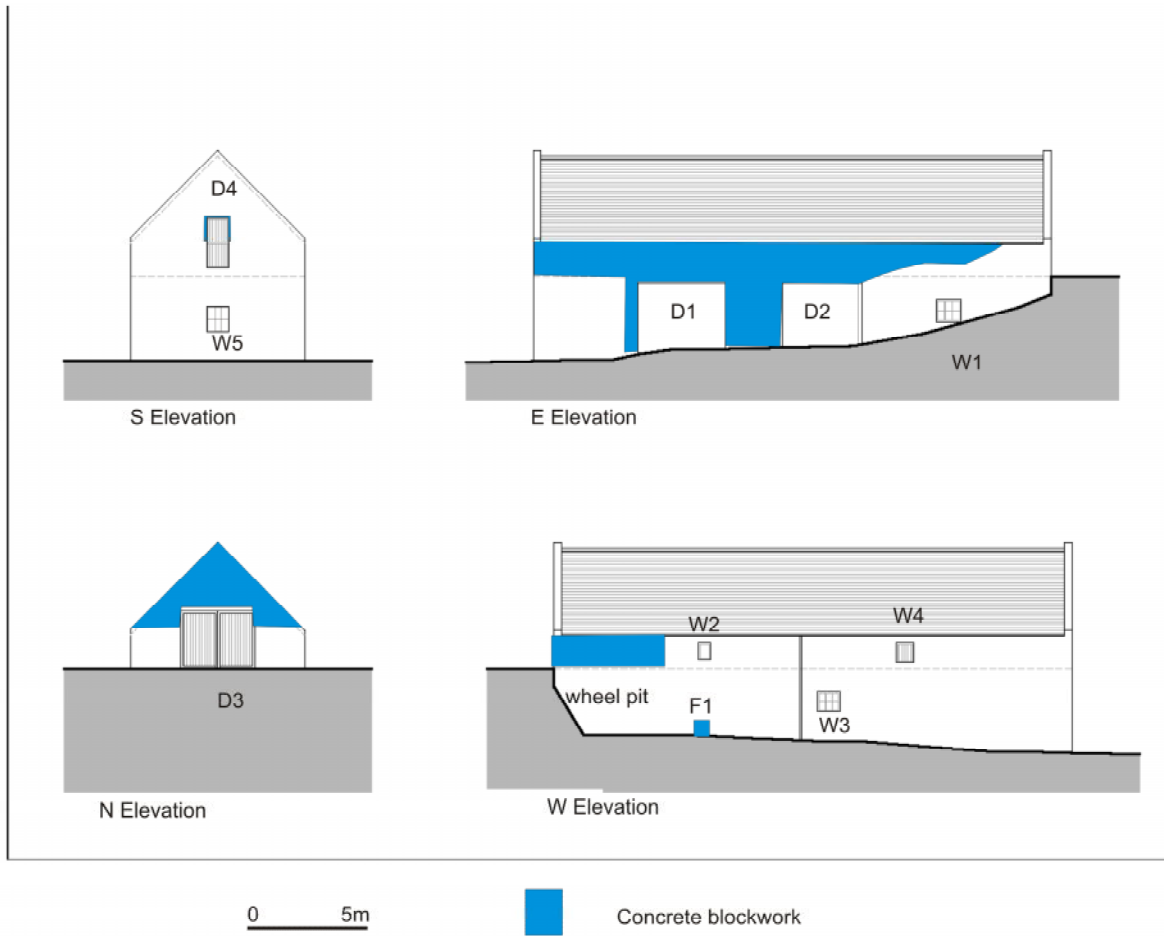 D4
W5
S Elevation
D1
D2
W1
E Elevation
D3
N Elevation
W2
W4
wheel pit
F1
W3
W Elevation
0 5m
Concrete blockwork